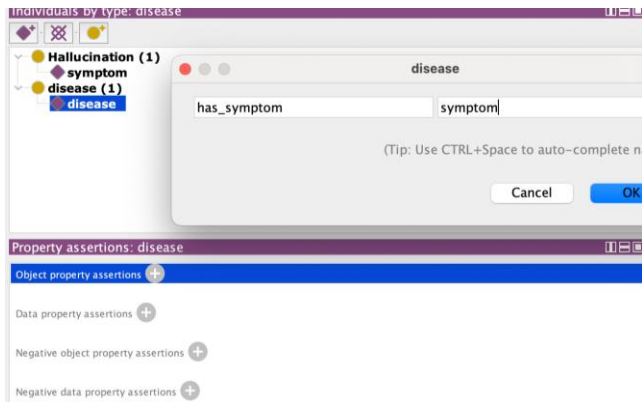 Individuals by type: disease
Hallucination (1)
symptom
disease (1)
disease
disease
has_symptom symptom
(Tip: Use CTRL+Space to auto-complete
Cancel OK
Property assertions: disease
Object property assertions
Data property assertions
Negative object property assertions
Negative data property assertions